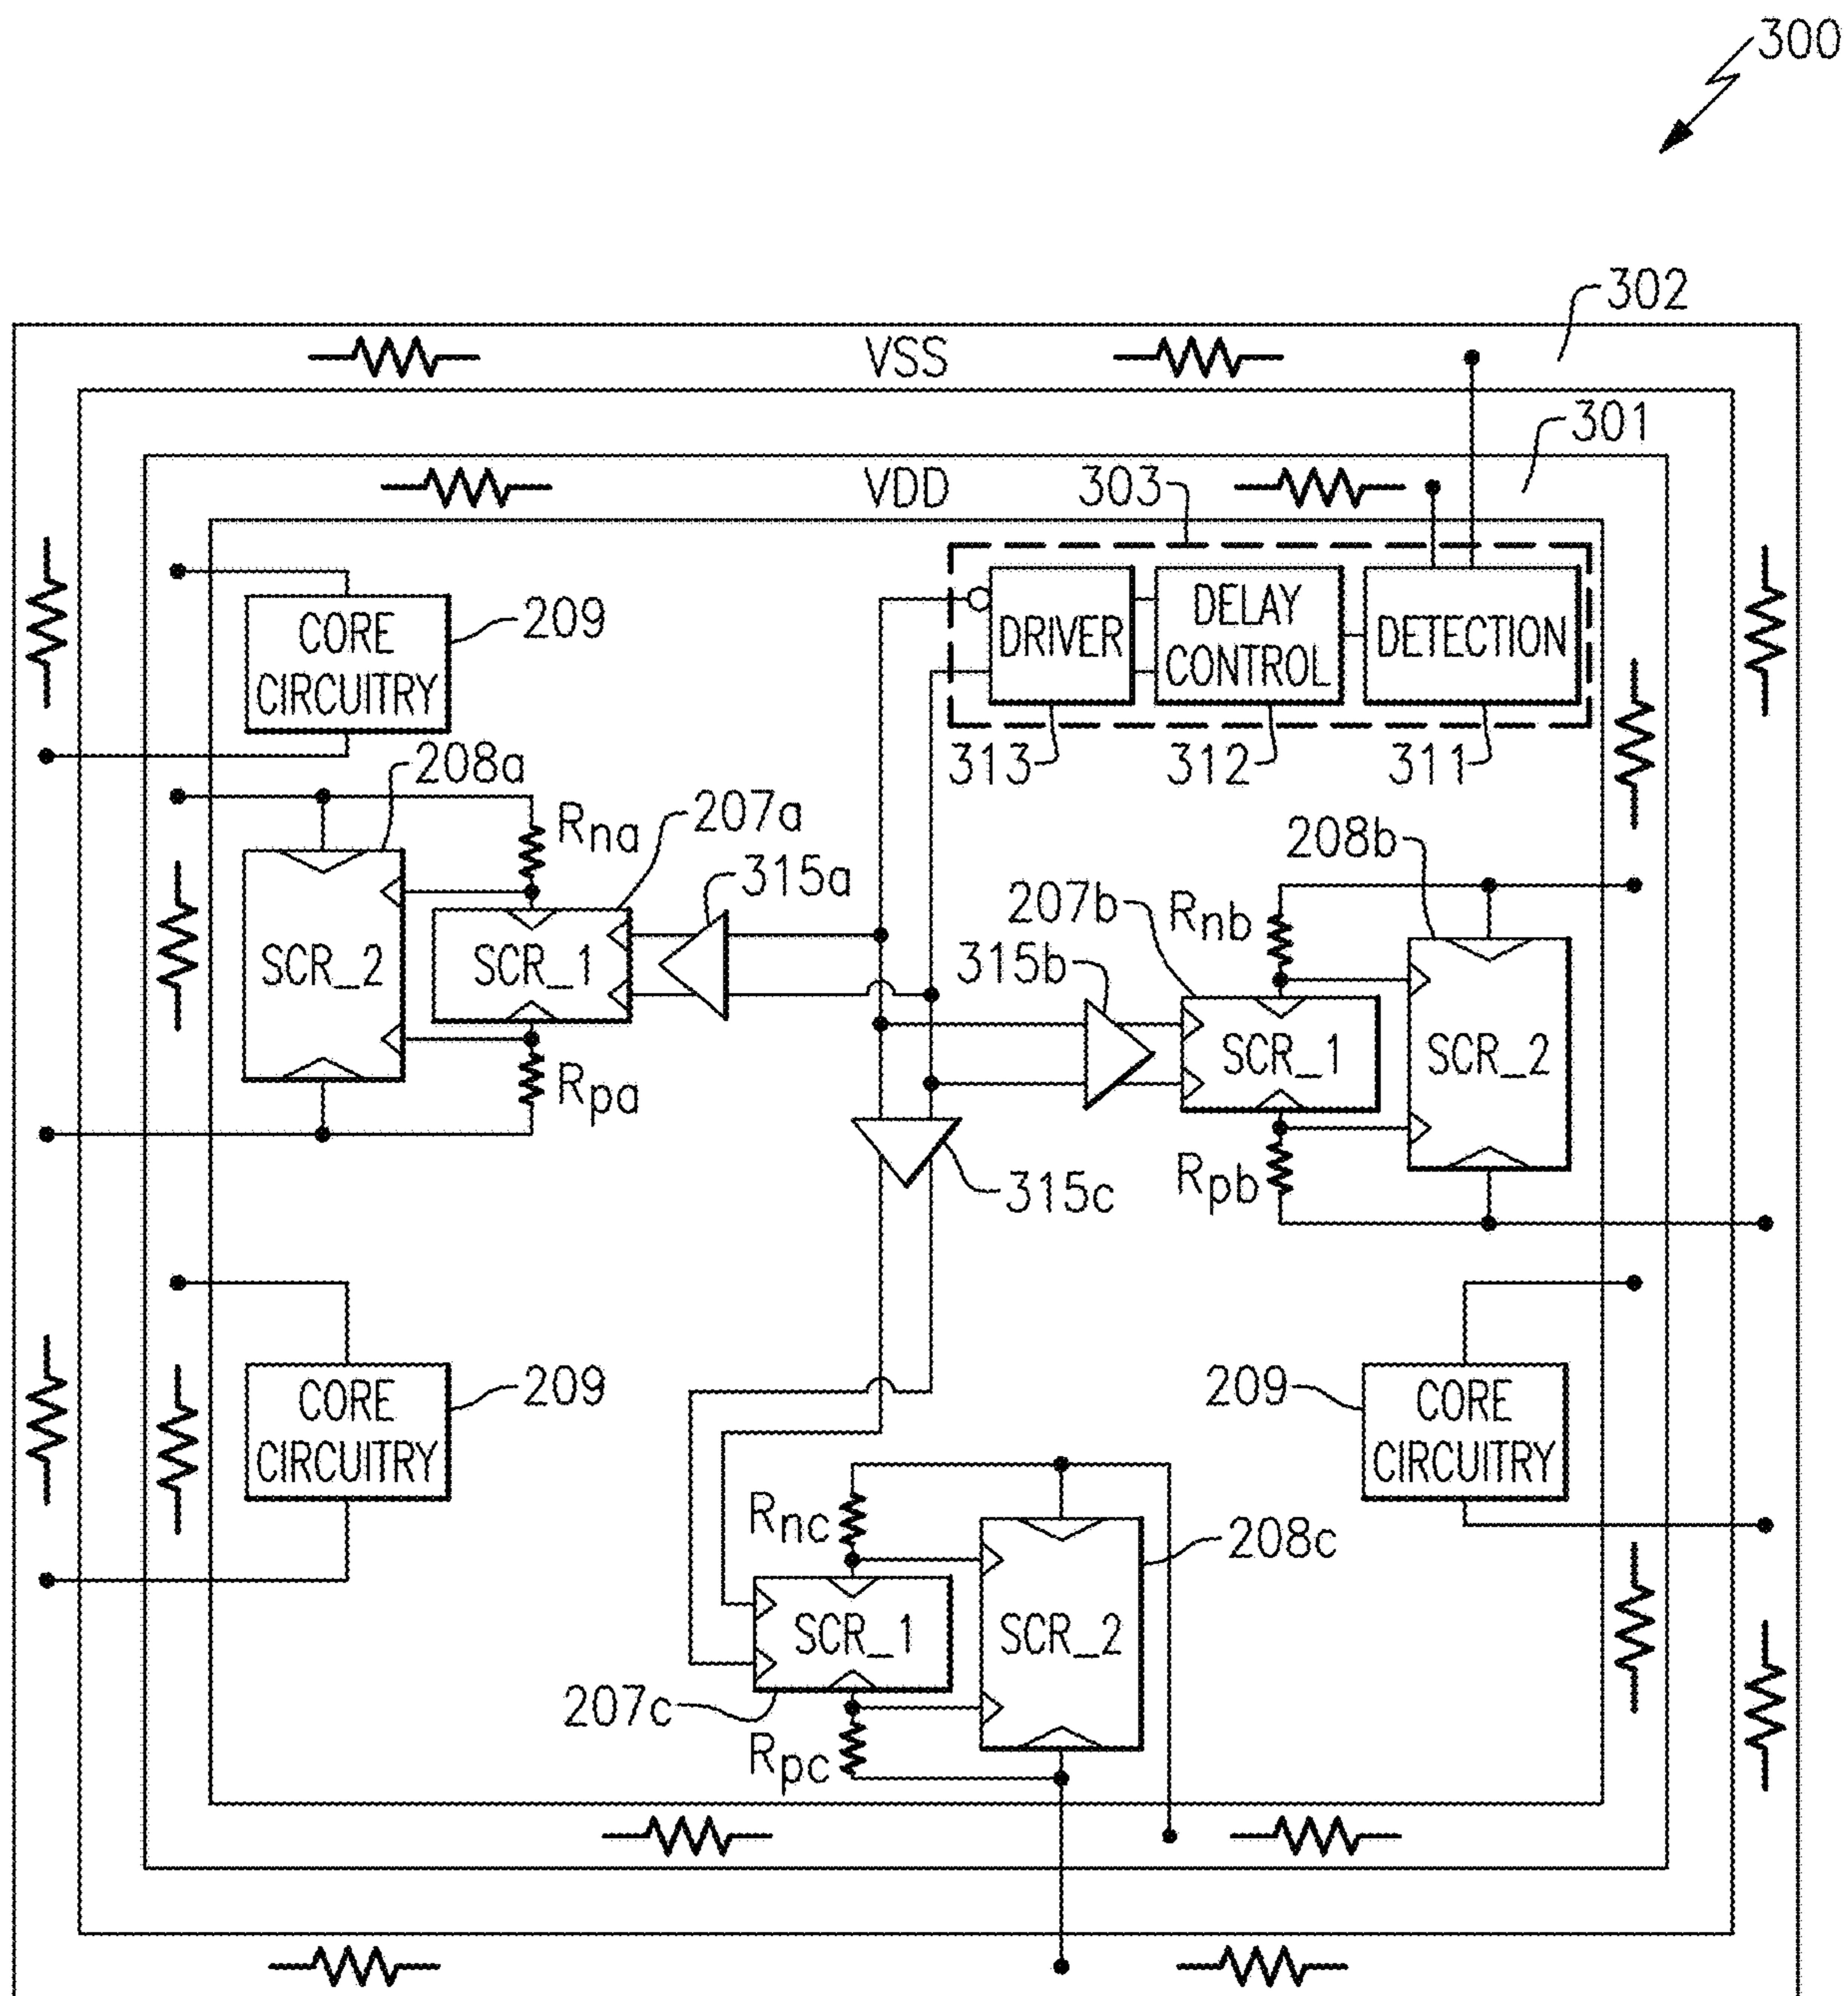 300
302
VSS
301
VDD
303
CORE
CIRCUITRY
209
DRIVER
DELAY
CONTROL
DETECTION
313
312
311
208a
Rna
207a
315a
SCR_2
SCR_1
Rpa
208b
207b
Rnb
315b
SCR_1
SCR_2
Rpb
315c
CORE
CIRCUITRY
209
209
CORE
CIRCUITRY
Rnc
208c
SCR_1
SCR_2
207c
Rpc